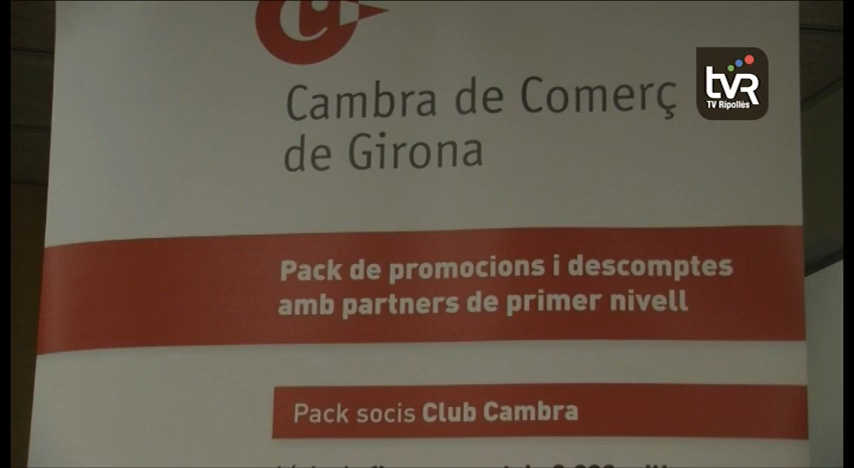 Cambra de Comerç
de Girona
tvR
TV Ripollès
Pack de promocions i descomptes
amb partners de primer nivell
Pack socis Club Cambra